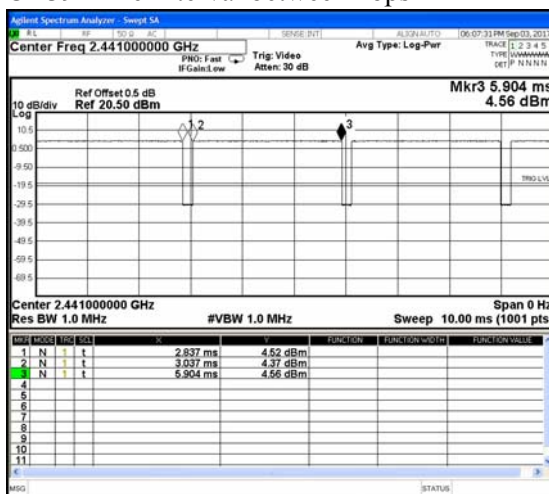 Agilent Spectrum Analyzer - Swept SA
RL RF 50 Ω AC SENSE:INT ALIGN AUTO 06:07:31 PM Sep 03, 2017
Center Freq 2.441000000 GHz
PNO: Fast
IFGain:Low
Trig: Video
Atten: 30 dB
Avg Type: Log-Pwr
TRACE 1 2 3 4 5
TYPE
DET P N N N N
Mkr3 5.904 ms
4.56 dBm
Ref Offset 0.5 dB
Ref 20.50 dBm
10 dB/div
Log
10.5
0.500
-9.50
-19.5
-29.5
-39.5
-49.5
-59.5
-69.5
1 2
3
TRIG LVL
Center 2.441000000 GHz Span 0 Hz
Res BW 1.0 MHz #VBW 1.0 MHz Sweep 10.00 ms (1001 pts
MKR MODE TRC SCL X Y FUNCTION FUNCTION WIDTH FUNCTION VALUE
1 N 1 t 2.837 ms 4.52 dBm
2 N 1 t 3.037 ms 4.37 dBm
3 N 1 t 5.904 ms 4.56 dBm
4
5
6
7
8
9
10
11
MSG STATUS